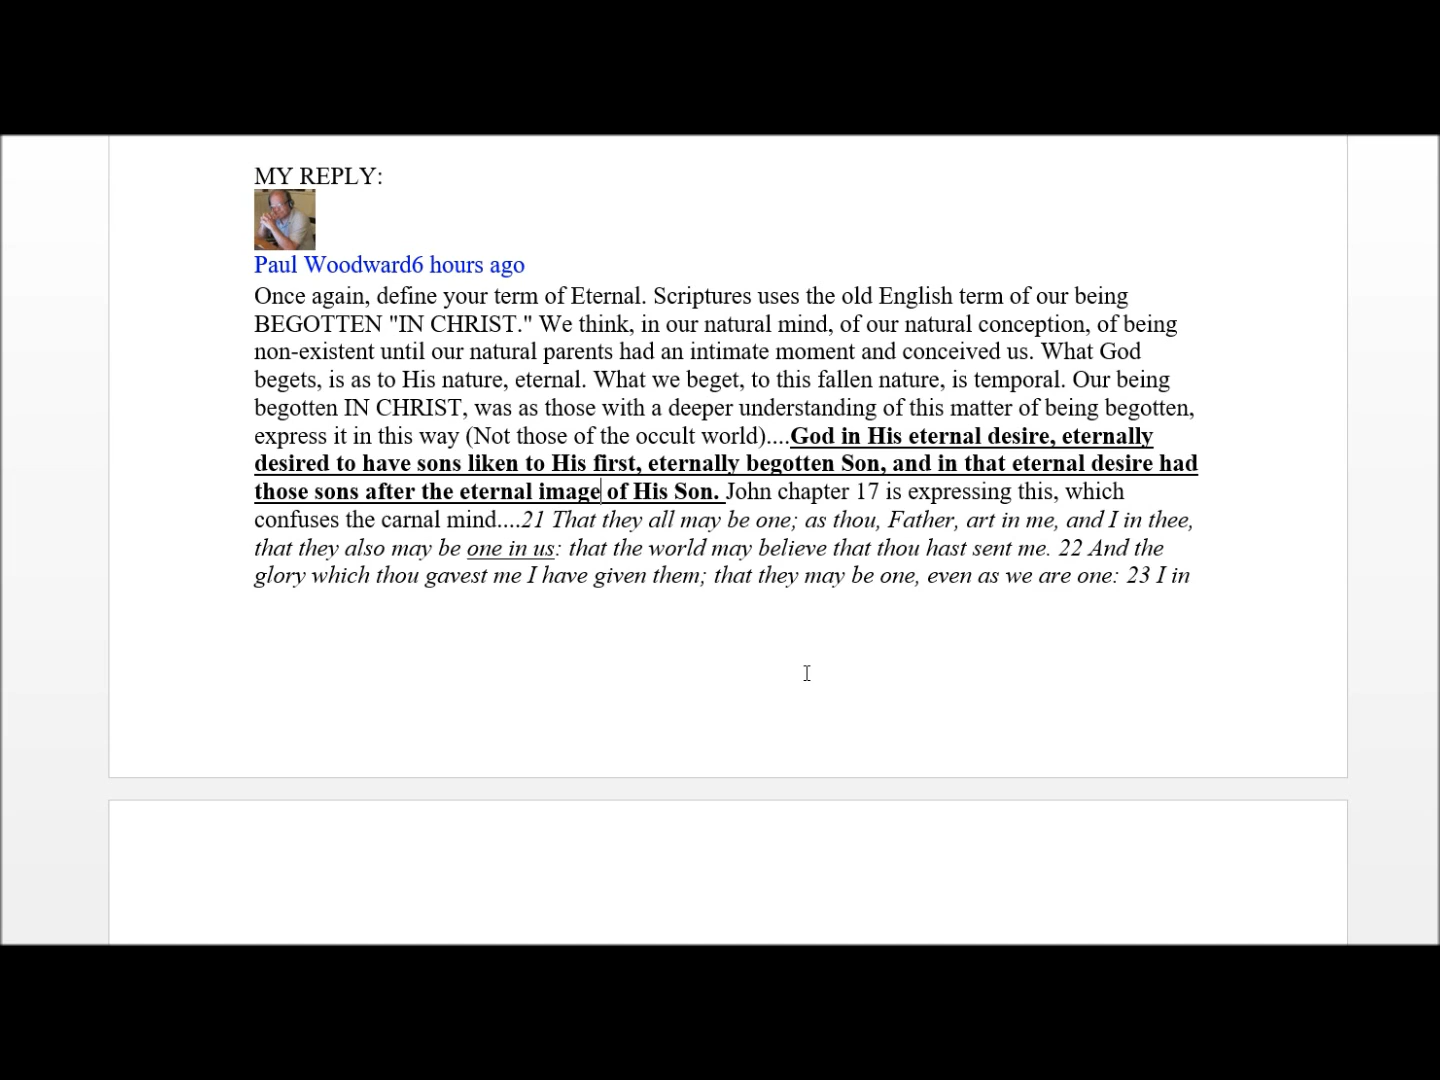 MY REPLY:
Paul Woodward6 hours ago
Once again, define your term of Eternal. Scriptures uses the old English term of our being
BEGOTTEN "IN CHRIST." We think, in our natural mind, of our natural conception, of being
non-existent until our natural parents had an intimate moment and conceived us. What God
begets, is as to His nature, eternal. What we beget, to this fallen nature, is temporal. Our being
begotten IN CHRIST, was as those with a deeper understanding of this matter of being begotten,
express it in this way (Not those of the occult world)....God in His eternal desire, eternally
desired to have sons liken to His first, eternally begotten Son, and in that eternal desire had
those sons after the eternal image of His Son. John chapter 17 is expressing this, which
confuses the carnal mind....21 That they all may be one; as thou, Father, art in me, and I in thee,
that they also may be one in us: that the world may believe that thou hast sent me. 22 And the
glory which thou gavest me I have given them; that they may be one, even as we are one: 23 I in